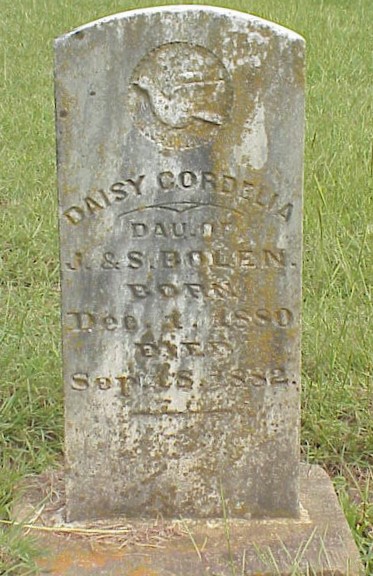 DAISY CORDELIA
DAU. OF
J. & S. BOLEN.
BORN
Dec. 1, 1880
DIED
Sep. 18, 1882.